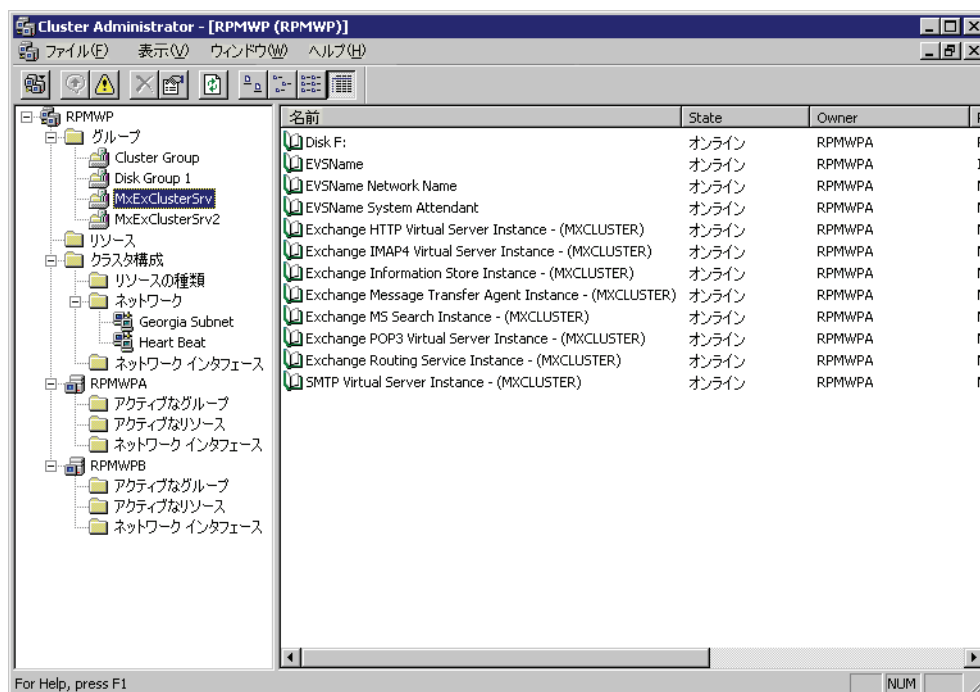 Cluster Administrator - [RPMWP (RPMWP)]
ファイル(F) 表示(V) ウィンドウ(W) ヘルプ(H)
RPMWP
グループ
Cluster Group
Disk Group 1
MxExClusterSrv
MxExClusterSrv2
リソース
クラスタ構成
リソースの種類
ネットワーク
Georgia Subnet
Heart Beat
ネットワーク インタフェース
RPMWPA
アクティブなグループ
アクティブなリソース
ネットワーク インタフェース
RPMWPB
アクティブなグループ
アクティブなリソース
ネットワーク インタフェース
名前 State Owner
Disk F: オンライン RPMWPA
EVSName オンライン RPMWPA
EVSName Network Name オンライン RPMWPA
EVSName System Attendant オンライン RPMWPA
Exchange HTTP Virtual Server Instance - (MXCLUSTER) オンライン RPMWPA
Exchange IMAP4 Virtual Server Instance - (MXCLUSTER) オンライン RPMWPA
Exchange Information Store Instance - (MXCLUSTER) オンライン RPMWPA
Exchange Message Transfer Agent Instance - (MXCLUSTER) オンライン RPMWPA
Exchange MS Search Instance - (MXCLUSTER) オンライン RPMWPA
Exchange POP3 Virtual Server Instance - (MXCLUSTER) オンライン RPMWPA
Exchange Routing Service Instance - (MXCLUSTER) オンライン RPMWPA
SMTP Virtual Server Instance - (MXCLUSTER) オンライン RPMWPA
For Help, press F1 NUM